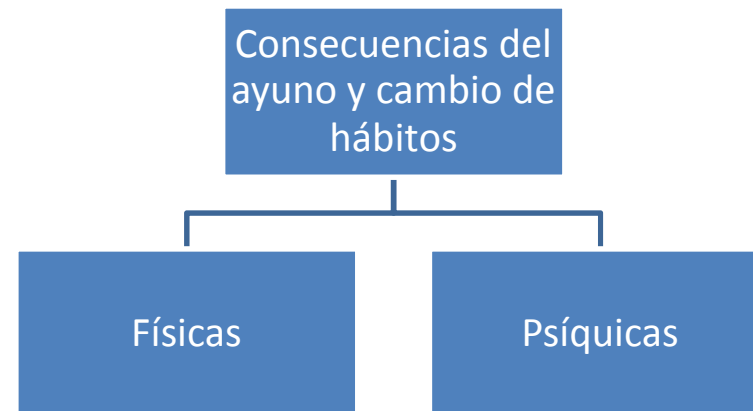 Consecuencias del
ayuno y cambio de
hábitos
Físicas
Psíquicas